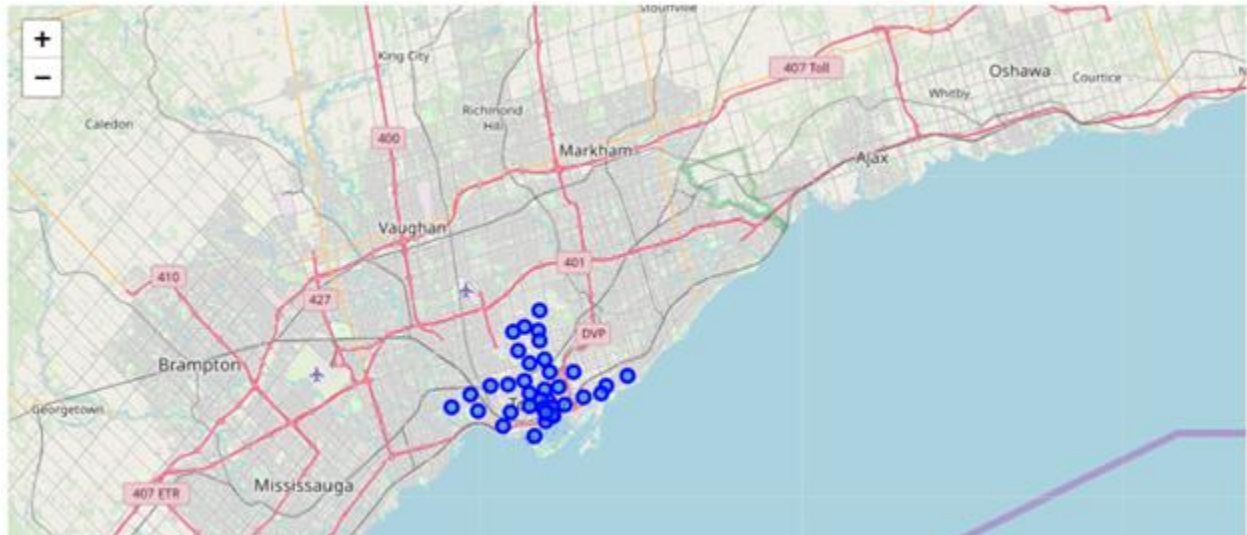 Stouffville
+
−
King City
407 Toll
Oshawa
Courtice
Whitby
Richmond
Hill
Caledon
400
Markham
Ajax
Vaughan
401
410
427
DVP
Brampton
Georgetown
Mississauga
407 ETR